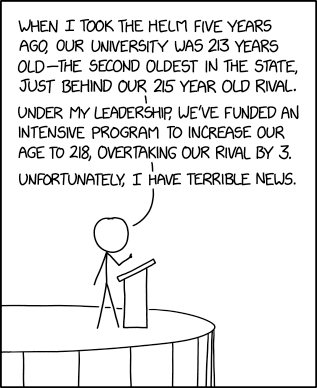 WHEN I TOOK THE HELM FIVE YEARS
AGO, OUR UNIVERSITY WAS 213 YEARS
OLD—THE SECOND OLDEST IN THE STATE,
JUST BEHIND OUR 215 YEAR OLD RIVAL.
UNDER MY LEADERSHIP, WE'VE FUNDED AN
INTENSIVE PROGRAM TO INCREASE OUR
AGE TO 218, OVERTAKING OUR RIVAL BY 3.
UNFORTUNATELY, I HAVE TERRIBLE NEWS.